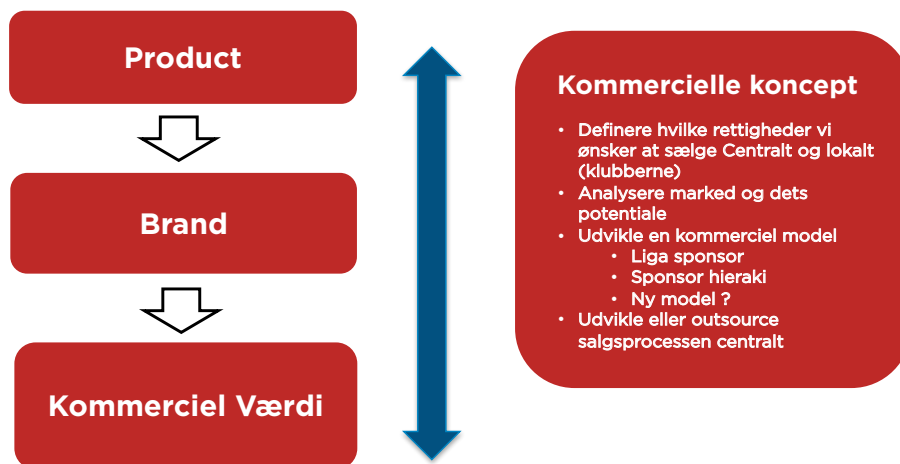 Product
Brand
Kommerciel Værdi
Kommercielle koncept
• Definere hvilke rettigheder vi
ønsker at sælge Centralt og lokalt
(klubberne)
• Analysere marked og dets
potentiale
• Udvikle en kommerciel model
• Liga sponsor
• Sponsor hieraki
• Ny model ?
• Udvikle eller outsource
salgsprocessen centralt